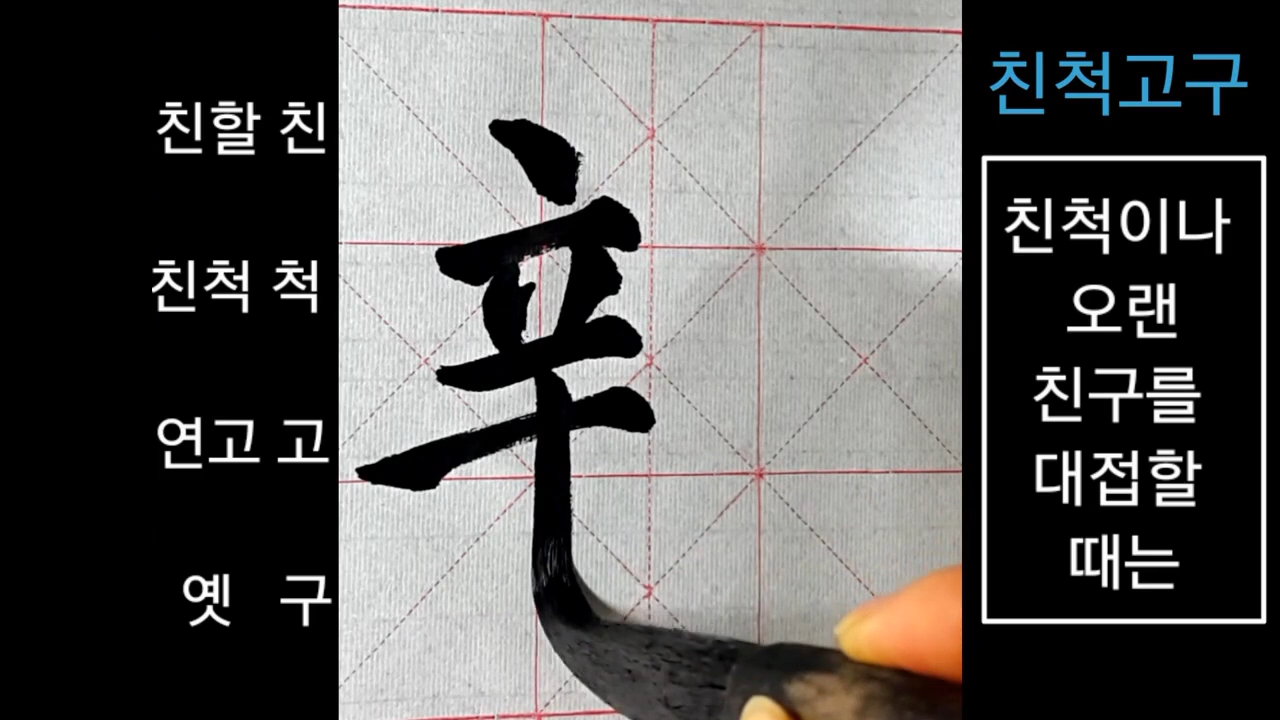 친할 친
친척 척
연고 고
옛 구
친척고구
친척이나
오랜
친구를
대접할
때는